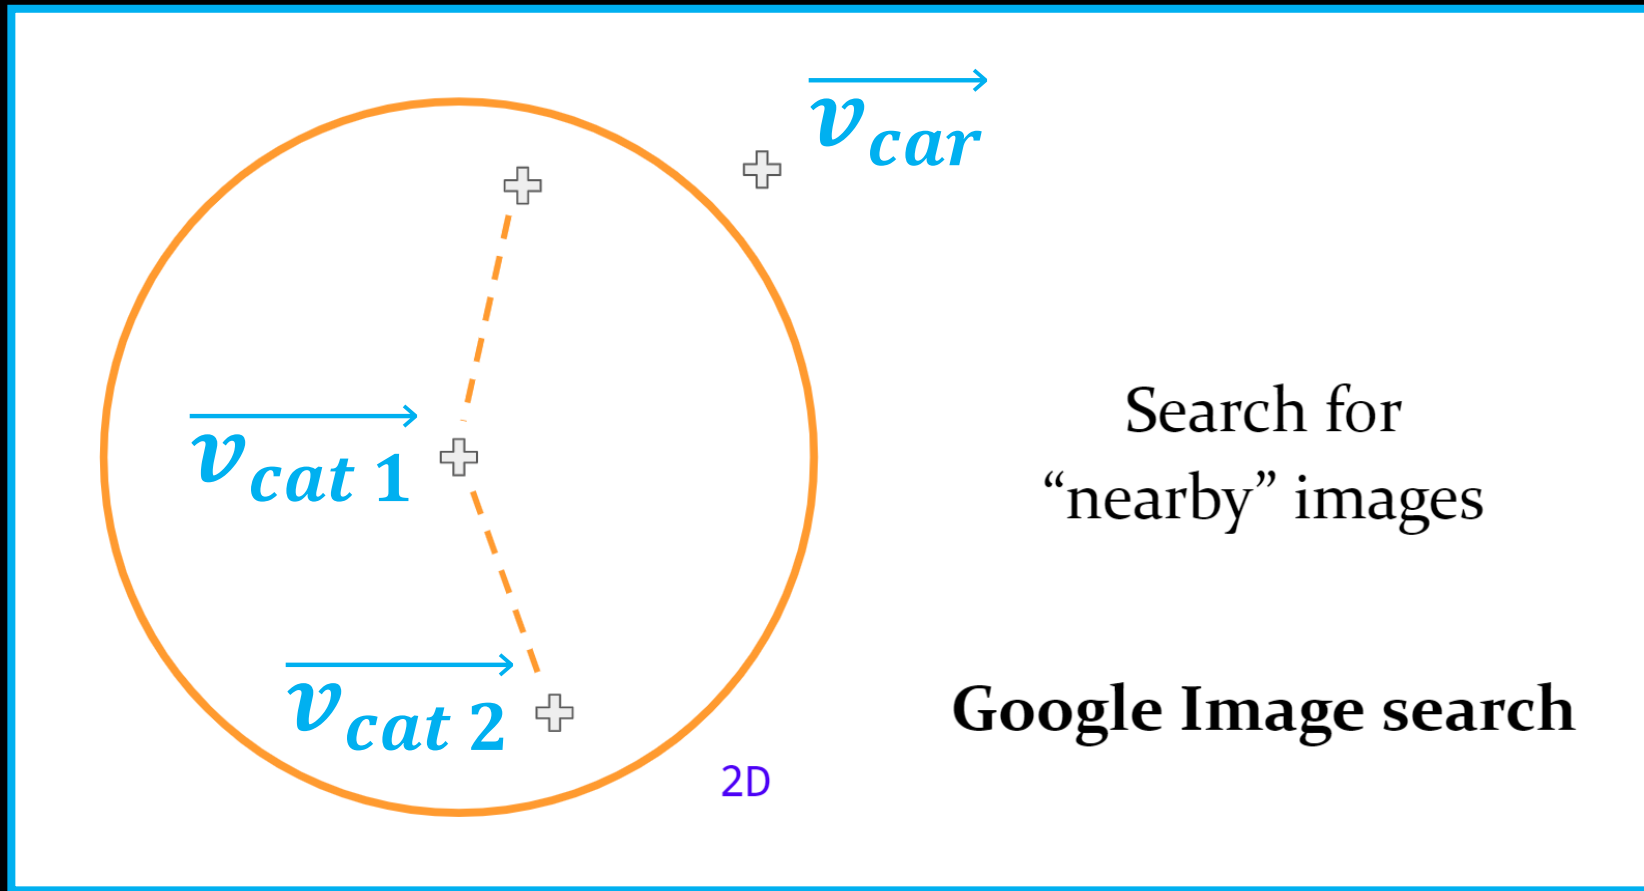 v car
v cat 1
v cat 2
2D
Search for
“nearby” images
Google Image search